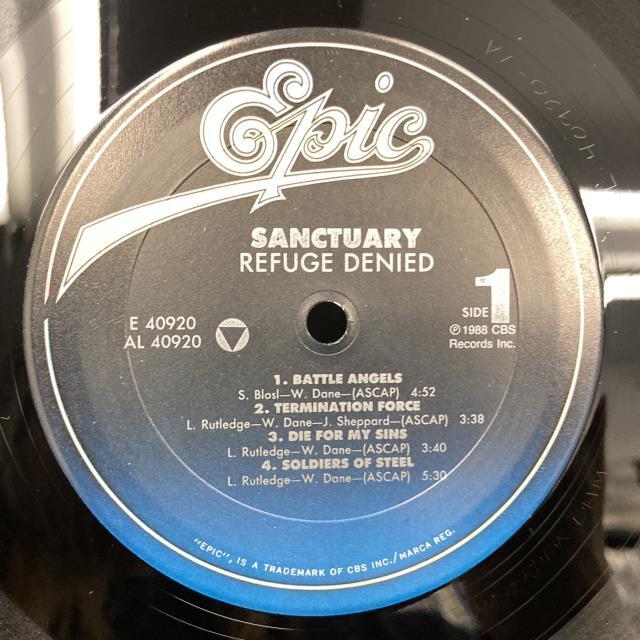 Epic
SANCTUARY
REFUGE DENIED
E 40920
AL 40920
SIDE 1
℗ 1988 CBS
Records Inc.
1. BATTLE ANGELS
S. Blosl—W. Dane—(ASCAP) 4:52
2. TERMINATION FORCE
L. Rutledge—W. Dane—J. Sheppard—(ASCAP) 3:38
3. DIE FOR MY SINS
L. Rutledge—W. Dane—(ASCAP) 3:40
4. SOLDIERS OF STEEL
L. Rutledge—W. Dane—(ASCAP) 5:30
"EPIC", IS A TRADEMARK OF CBS INC./MARCA REG.